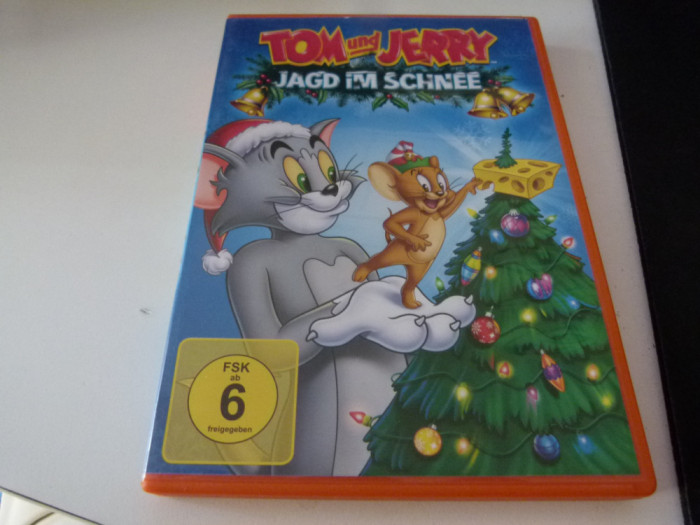 TOM und JERRY
JAGD IM SCHNEE
FSK
ab
6
freigegeben